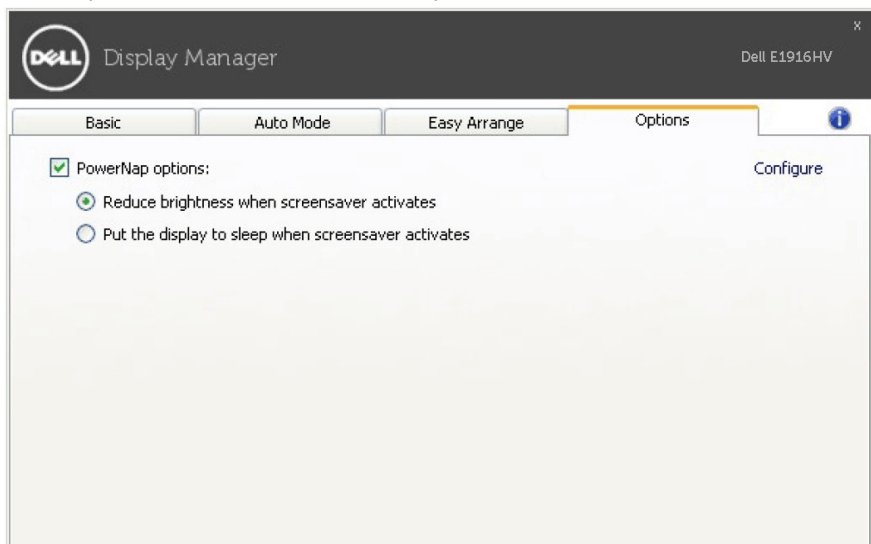 x
DELL Display Manager Dell E1916HV
Basic Auto Mode Easy Arrange Options
PowerNap options: Configure
Reduce brightness when screensaver activates
Put the display to sleep when screensaver activates